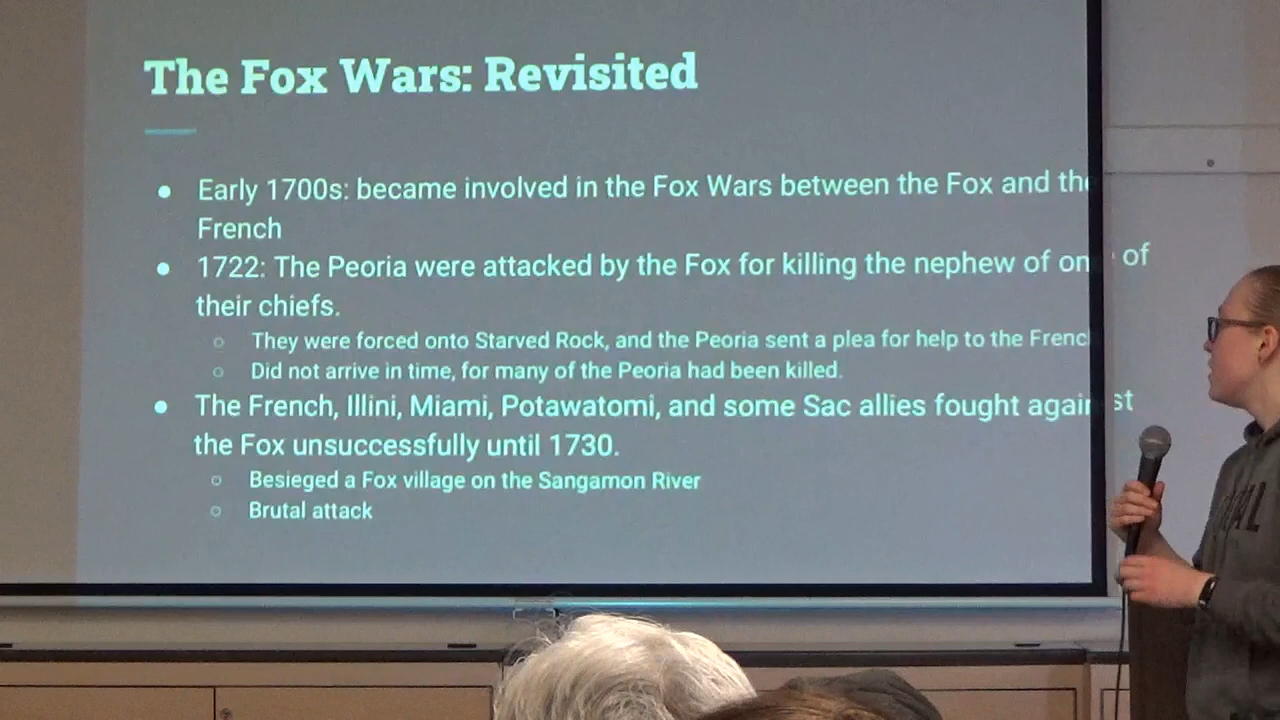 The Fox Wars: Revisited
● Early 1700s: became involved in the Fox Wars between the Fox and the
French
● 1722: The Peoria were attacked by the Fox for killing the nephew of one of
their chiefs.
○ They were forced onto Starved Rock, and the Peoria sent a plea for help to the French
○ Did not arrive in time, for many of the Peoria had been killed.
● The French, Illini, Miami, Potawatomi, and some Sac allies fought against
the Fox unsuccessfully until 1730.
○ Besieged a Fox village on the Sangamon River
○ Brutal attack